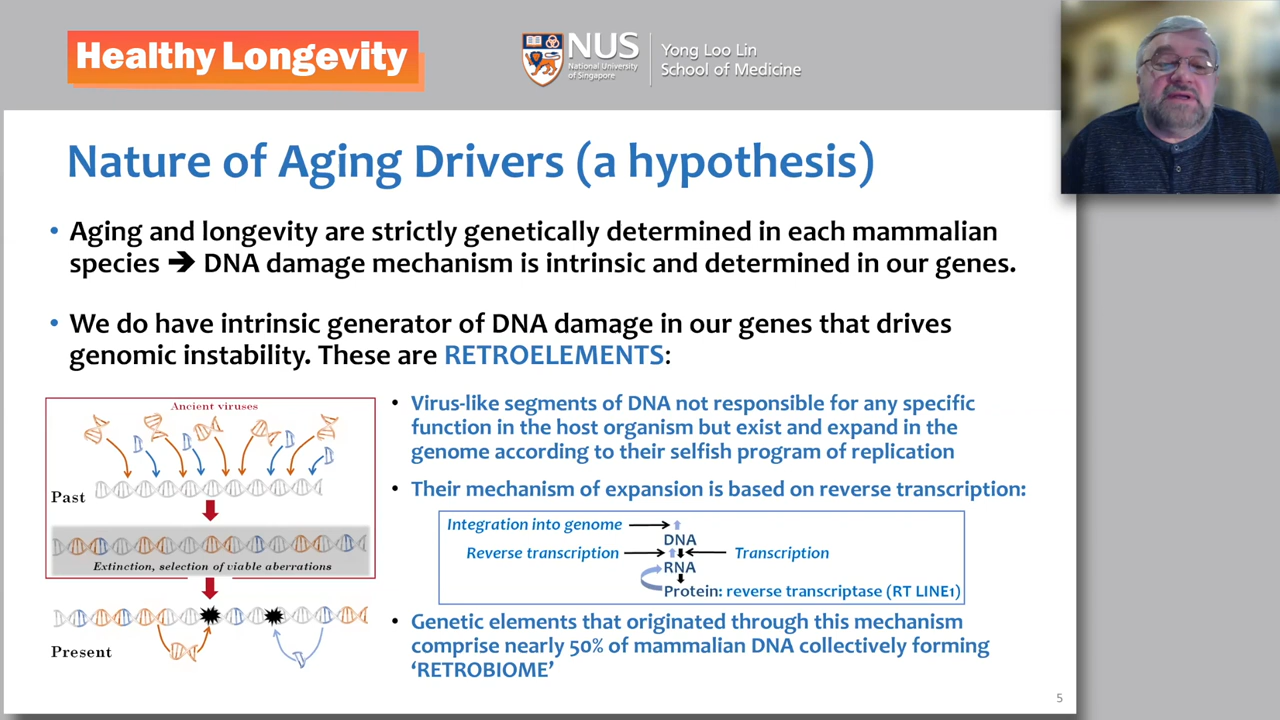 Healthy Longevity
NUS
National University
of Singapore
Yong Loo Lin
School of Medicine
Nature of Aging Drivers (a hypothesis)
• Aging and longevity are strictly genetically determined in each mammalian
species ➔ DNA damage mechanism is intrinsic and determined in our genes.
• We do have intrinsic generator of DNA damage in our genes that drives
genomic instability. These are RETROELEMENTS:
Ancient viruses
Past
Extinction, selection of viable aberrations
Present
• Virus-like segments of DNA not responsible for any specific
function in the host organism but exist and expand in the
genome according to their selfish program of replication
• Their mechanism of expansion is based on reverse transcription:
Integration into genome
DNA
Reverse transcription
Transcription
RNA
Protein: reverse transcriptase (RT LINE1)
• Genetic elements that originated through this mechanism
comprise nearly 50% of mammalian DNA collectively forming
‘RETROBIOME’
5